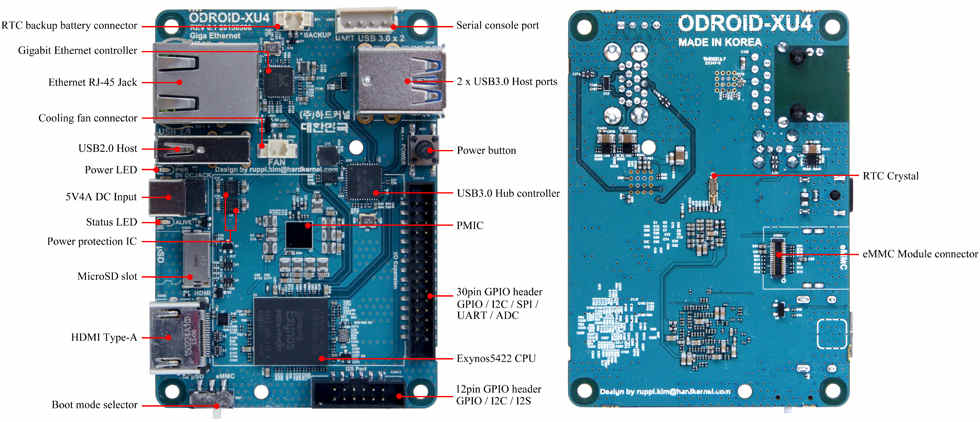 RTC backup battery connector
Gigabit Ethernet controller
Ethernet RJ-45 Jack
Cooling fan connector
USB2.0 Host
Power LED
5V4A DC Input
Status LED
Power protection IC
MicroSD slot
HDMI Type-A
Boot mode selector
ODROID-XU4
Giga Ethernet
BACKUP
UART USB 3.0 x 2
(주)하드커널
대한민국
FAN
Design by ruppi.kim@hardkernel.com
ALIVE
μSD
HDMI
eMMC
I2S Port
Serial console port
2 x USB3.0 Host ports
Power button
USB3.0 Hub controller
PMIC
30pin GPIO header
GPIO / I2C / SPI /
UART / ADC
Exynos5422 CPU
12pin GPIO header
GPIO / I2C / I2S
ODROID-XU4
MADE IN KOREA
eMMC
Design by ruppi.kim@hardkernel.com
RTC Crystal
eMMC Module connector